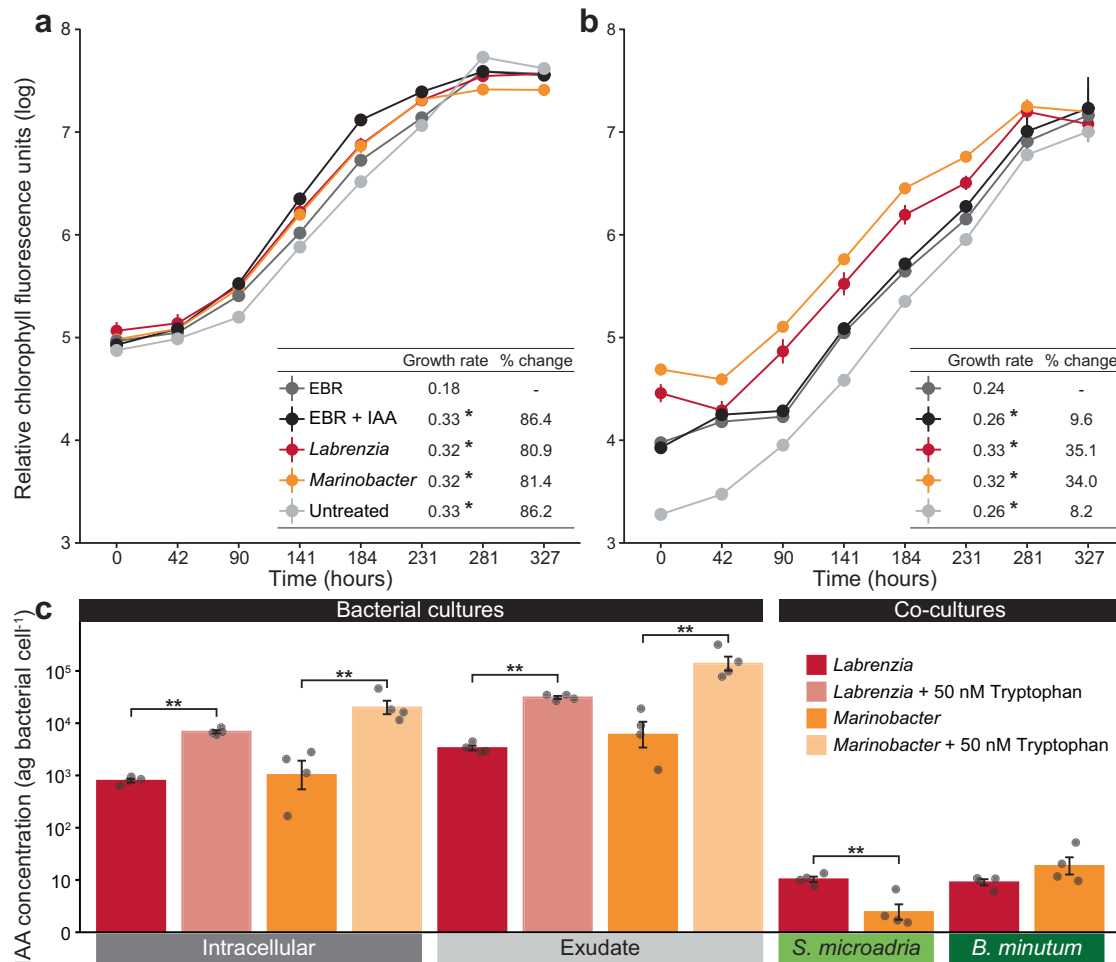 a
b
Relative chlorophyll fluorescence units (log)
8
7
6
5
4
3
Growth rate % change
EBR 0.18 -
EBR + IAA 0.33 * 86.4
Labrenzia 0.32 * 80.9
Marinobacter 0.32 * 81.4
Untreated 0.33 * 86.2
0 42 90 141 184 231 281 327
Time (hours)
8
7
6
5
4
3
Growth rate % change
0.24 -
0.26 * 9.6
0.33 * 35.1
0.32 * 34.0
0.26 * 8.2
0 42 90 141 184 231 281 327
Time (hours)
c
Bacterial cultures
Co-cultures
IAA concentration (ag bacterial cell⁻¹)
10⁵
10⁴
10³
10²
10
0
**
**
**
**
**
Labrenzia
Labrenzia + 50 nM Tryptophan
Marinobacter
Marinobacter + 50 nM Tryptophan
Intracellular
Exudate
S. microadria
B. minutum